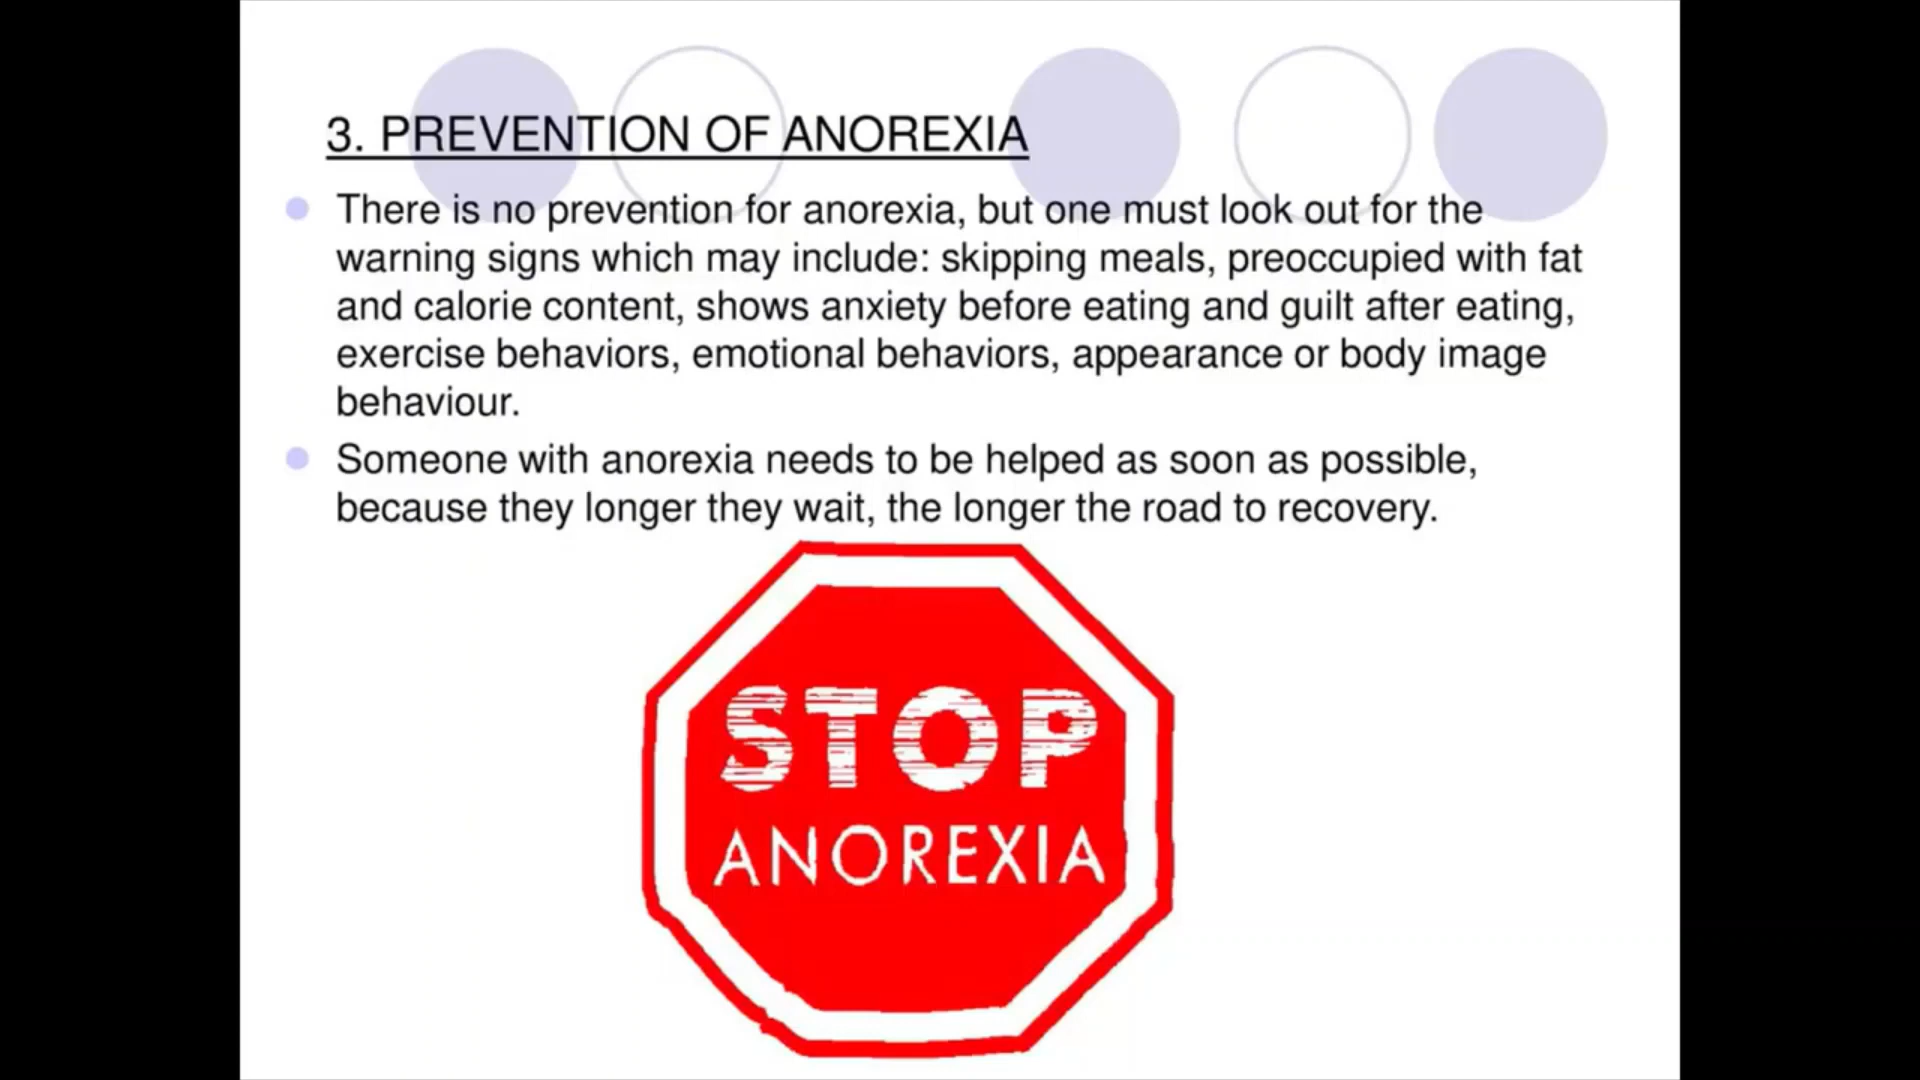 3. PREVENTION OF ANOREXIA
There is no prevention for anorexia, but one must look out for the
warning signs which may include: skipping meals, preoccupied with fat
and calorie content, shows anxiety before eating and guilt after eating,
exercise behaviors, emotional behaviors, appearance or body image
behaviour.
Someone with anorexia needs to be helped as soon as possible,
because they longer they wait, the longer the road to recovery.
STOP
ANOREXIA